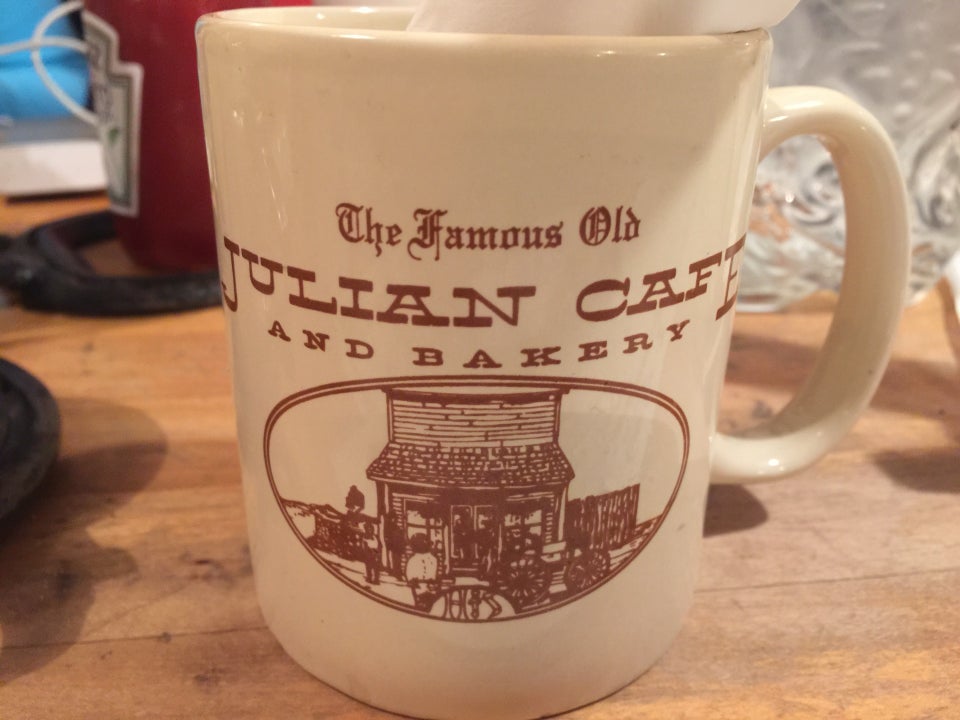 The Famous Old
JULIAN CAFE
AND BAKERY